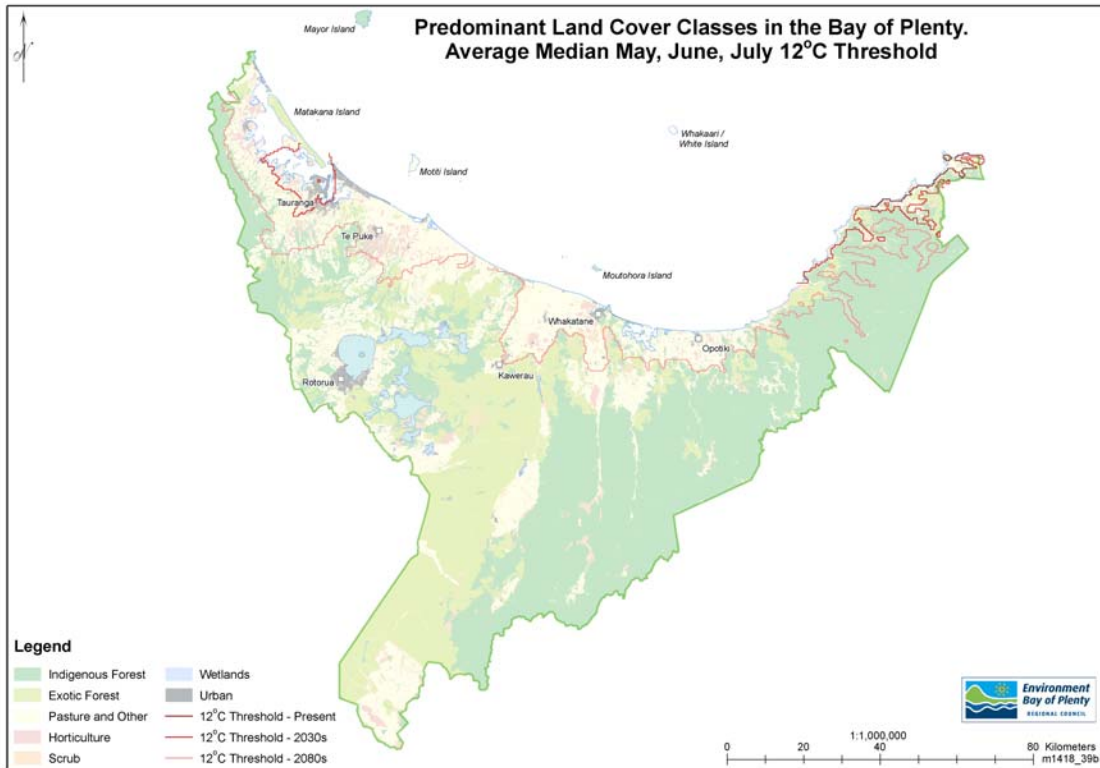 Predominant Land Cover Classes in the Bay of Plenty.
Average Median May, June, July 12°C Threshold
N
Mayor Island
Matakana Island
Whakaari /
White Island
Motiti Island
Tauranga
Te Puke
Moutohora Island
Whakatane
Opotiki
Kawerau
Rotorua
Legend
Indigenous Forest
Exotic Forest
Pasture and Other
Horticulture
Scrub
Wetlands
Urban
12°C Threshold - Present
12°C Threshold - 2030s
12°C Threshold - 2080s
Environment
Bay of Plenty
REGIONAL COUNCIL
1:1,000,000
0 20 40 80 Kilometers
m1418_39b